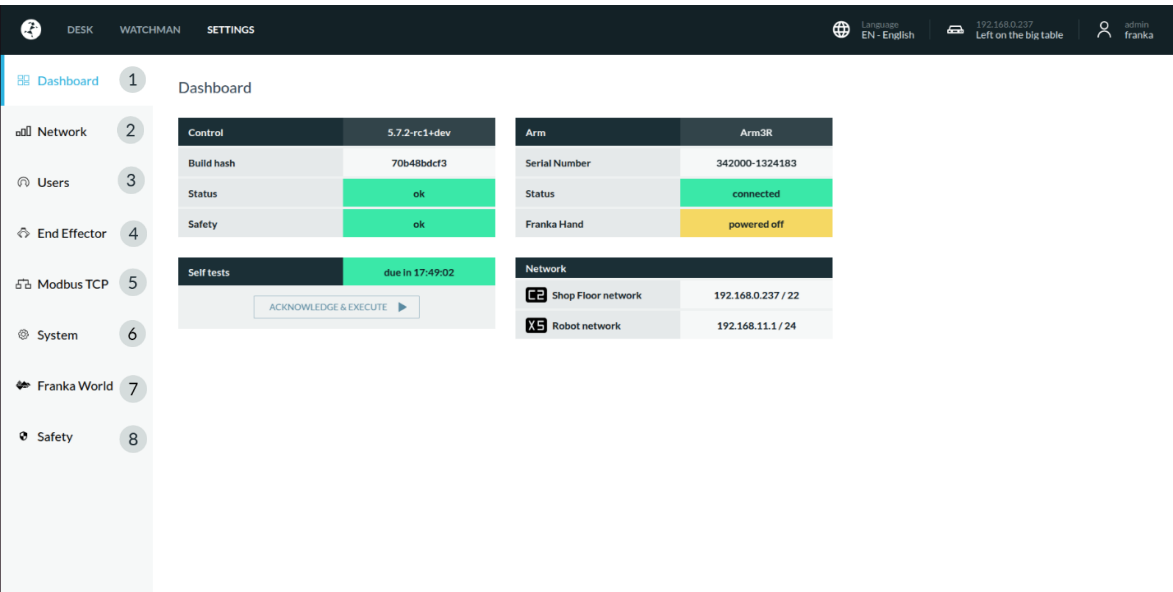 DESK WATCHMAN SETTINGS
Language
EN - English
192.168.0.237
Left on the big table
admin
franka
Dashboard 1
Network 2
Users 3
End Effector 4
Modbus TCP 5
System 6
Franka World 7
Safety 8
Dashboard
Control 5.7.2-rc1+dev
Build hash 70b48bdcf3
Status ok
Safety ok
Arm Arm3R
Serial Number 342000-1324183
Status connected
Franka Hand powered off
Self tests due in 17:49:02
ACKNOWLEDGE & EXECUTE
Network
C2 Shop Floor network 192.168.0.237 / 22
X5 Robot network 192.168.11.1 / 24